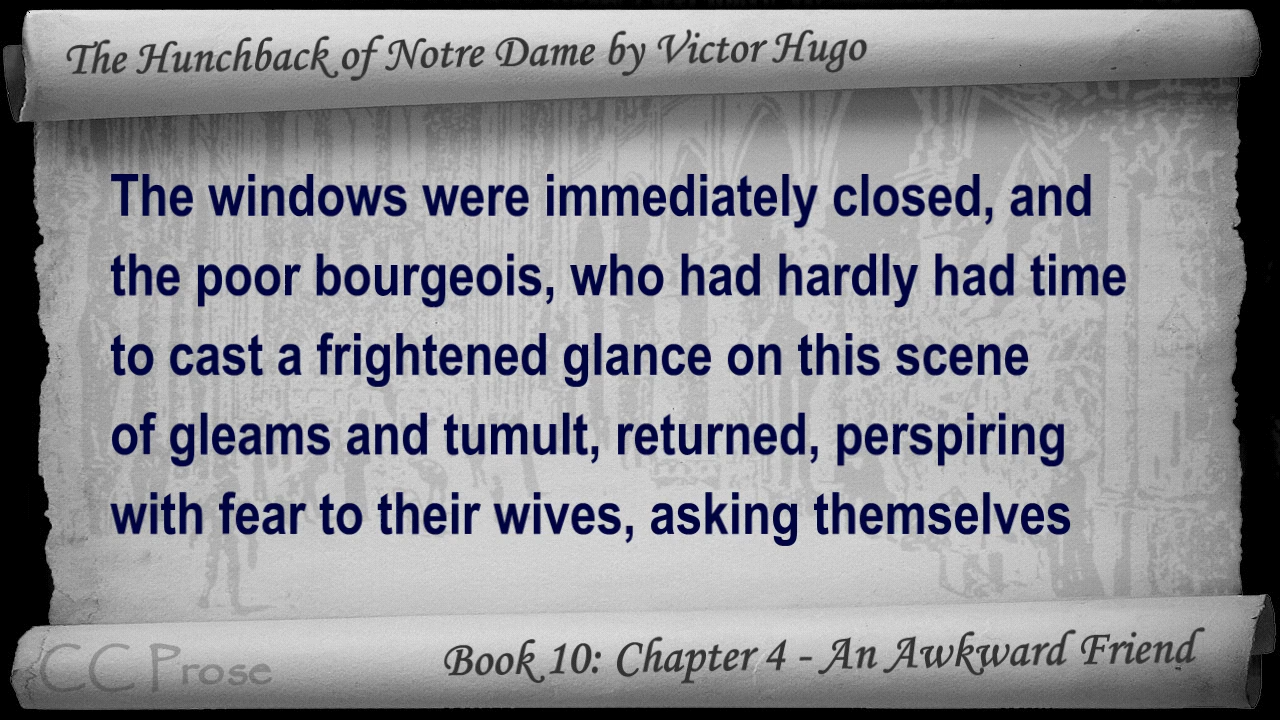 The Hunchback of Notre Dame by Victor Hugo
The windows were immediately closed, and
the poor bourgeois, who had hardly had time
to cast a frightened glance on this scene
of gleams and tumult, returned, perspiring
with fear to their wives, asking themselves
CC Prose
Book 10: Chapter 4 - An Awkward Friend